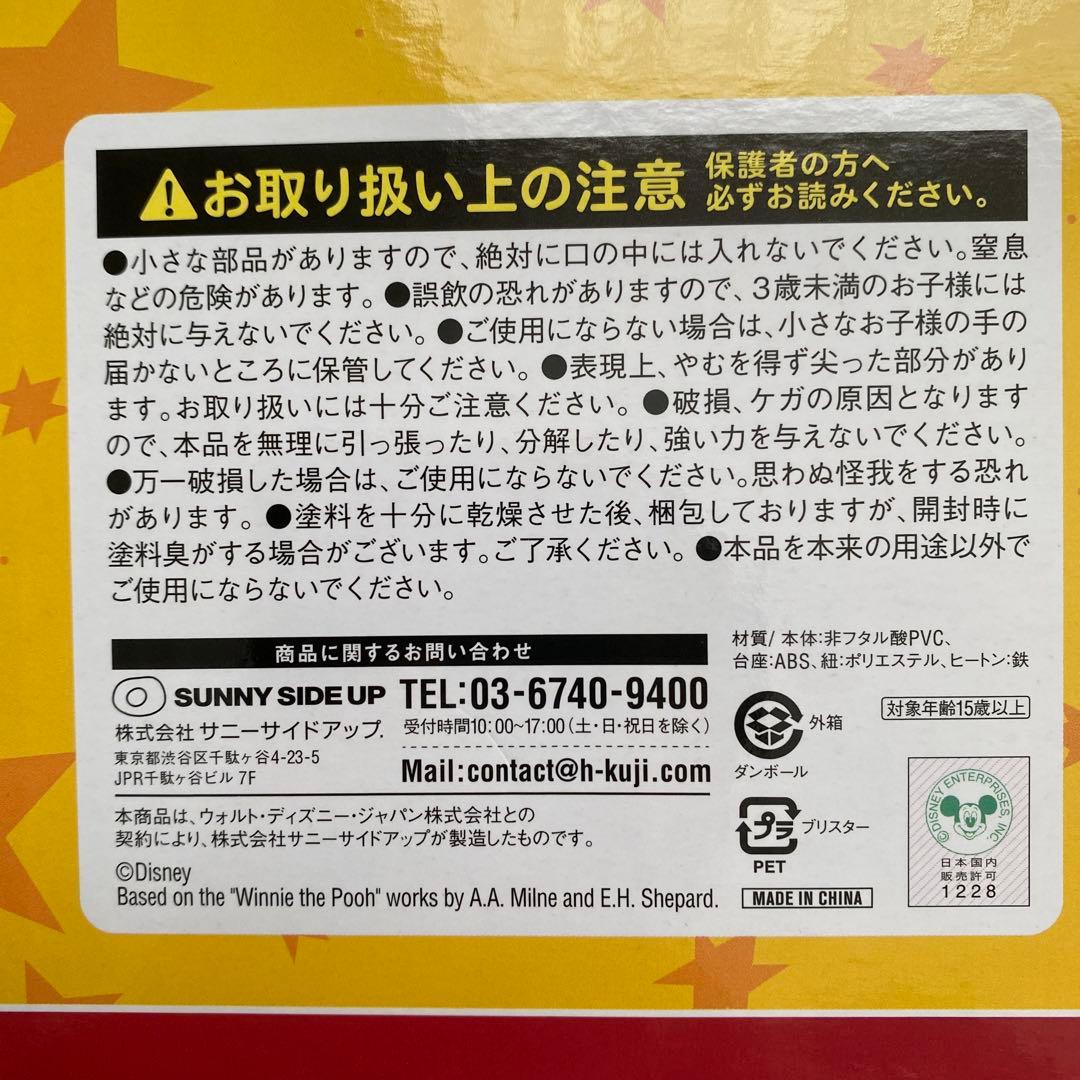 お取り扱い上の注意
保護者の方へ
必ずお読みください。
●小さな部品がありますので、絶対に口の中には入れないでください。窒息
などの危険があります。●誤飲の恐れがありますので、3歳未満のお子様には
絶対に与えないでください。●ご使用にならない場合は、小さなお子様の手の
届かないところに保管してください。●表現上、やむを得ず尖った部分があり
ます。お取り扱いには十分ご注意ください。●破損、ケガの原因となります
ので、本品を無理に引っ張ったり、分解したり、強い力を与えないでください。
●万一破損した場合は、ご使用にならないでください。思わぬ怪我をする恐れ
があります。●塗料を十分に乾燥させた後、梱包しておりますが、開封時に
塗料臭がする場合がございます。ご了承ください。●本品を本来の用途以外で
ご使用にならないでください。
商品に関するお問い合わせ
SUNNY SIDE UP
株式会社 サニーサイドアップ.
東京都渋谷区千駄ヶ谷4-23-5
JPR千駄ヶ谷ビル 7F
TEL:03-6740-9400
受付時間10:00~17:00(土・日・祝日を除く)
Mail:contact@h-kuji.com
本商品は、ウォルト・ディズニー・ジャパン株式会社との
契約により、株式会社サニーサイドアップが製造したものです。
©Disney
Based on the "Winnie the Pooh" works by A.A. Milne and E.H. Shepard.
材質/ 本体:非フタル酸PVC、
台座:ABS、紐:ポリエステル、ヒートン:鉄
外箱
ダンボール
対象年齢15歳以上
プラ
ブリスター
PET
MADE IN CHINA
©DISNEY ENTERPRISES, INC.
日本国内
販売許可
1228